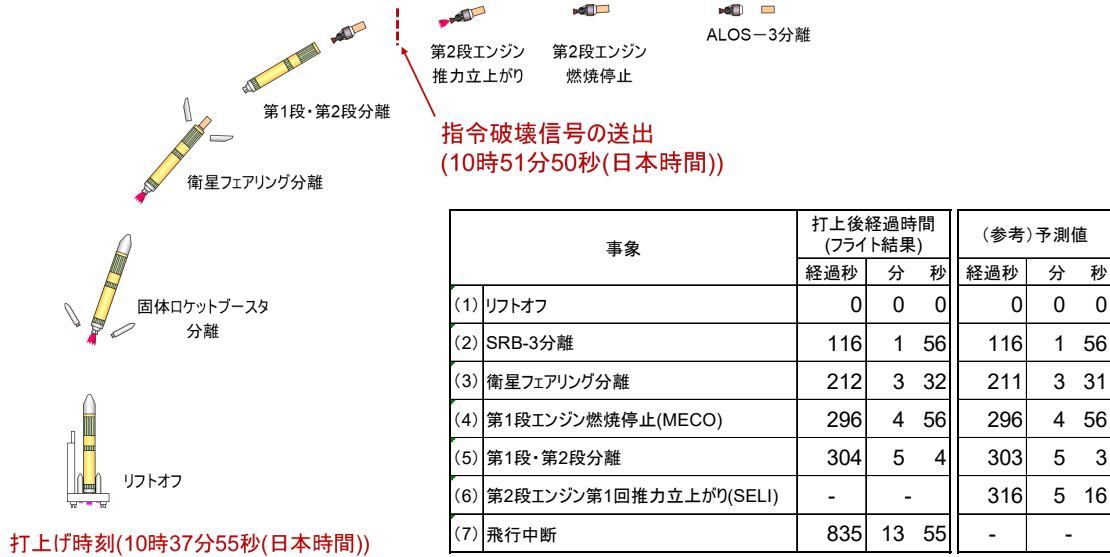 第2段エンジン
推力立上がり
第2段エンジン
燃焼停止
ALOS－3分離
第1段・第2段分離
指令破壊信号の送出
(10時51分50秒(日本時間))
衛星フェアリング分離
固体ロケットブースタ
分離
リフトオフ
打上げ時刻(10時37分55秒(日本時間))
事象 打上後経過時間 (フライト結果) （参考）予測値
経過秒 分 秒 経過秒 分 秒
(1) リフトオフ 0 0 0 0 0 0
(2) SRB-3分離 116 1 56 116 1 56
(3) 衛星フェアリング分離 212 3 32 211 3 31
(4) 第1段エンジン燃焼停止(MECO) 296 4 56 296 4 56
(5) 第1段・第2段分離 304 5 4 303 5 3
(6) 第2段エンジン第1回推力立上がり(SELI) - - 316 5 16
(7) 飛行中断 835 13 55 - -